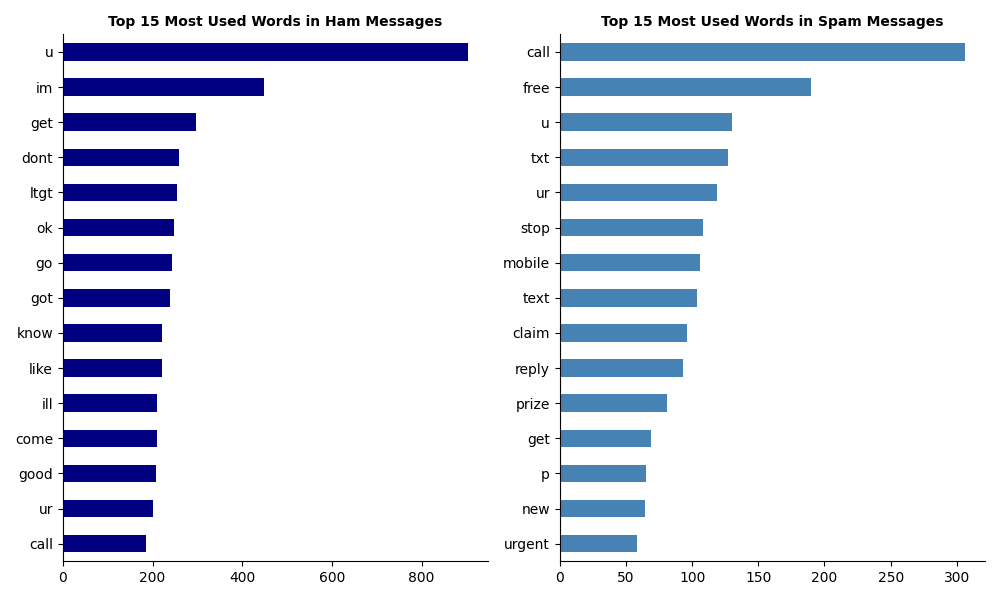 Top 15 Most Used Words in Ham Messages
u
im
get
dont
ltgt
ok
go
got
know
like
ill
come
good
ur
call
0 200 400 600 800
Top 15 Most Used Words in Spam Messages
call
free
u
txt
ur
stop
mobile
text
claim
reply
prize
get
p
new
urgent
0 50 100 150 200 250 300